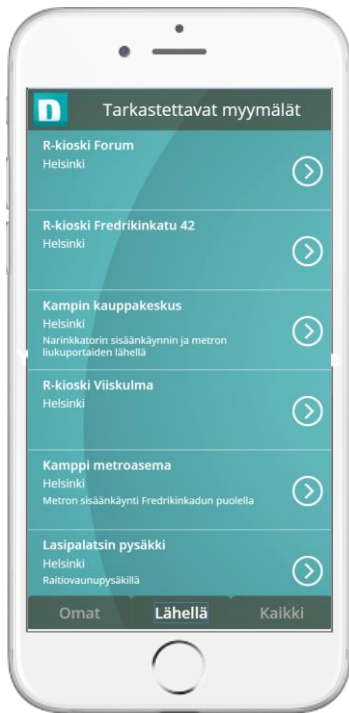 n
Tarkastettavat myymälät
R-kioski Forum
Helsinki
R-kioski Fredrikinkatu 42
Helsinki
Kampin kauppakeskus
Helsinki
Narinkkatorin sisäänkäynnin ja metron
liukuportaiden lähellä
R-kioski Viiskulma
Helsinki
Kamppi metroasema
Helsinki
Metron sisäänkäynti Fredrikinkadun puolella
Lasipalatsin pysäkki
Helsinki
Raitiovaunupysäkillä
Omat Lähellä Kaikki